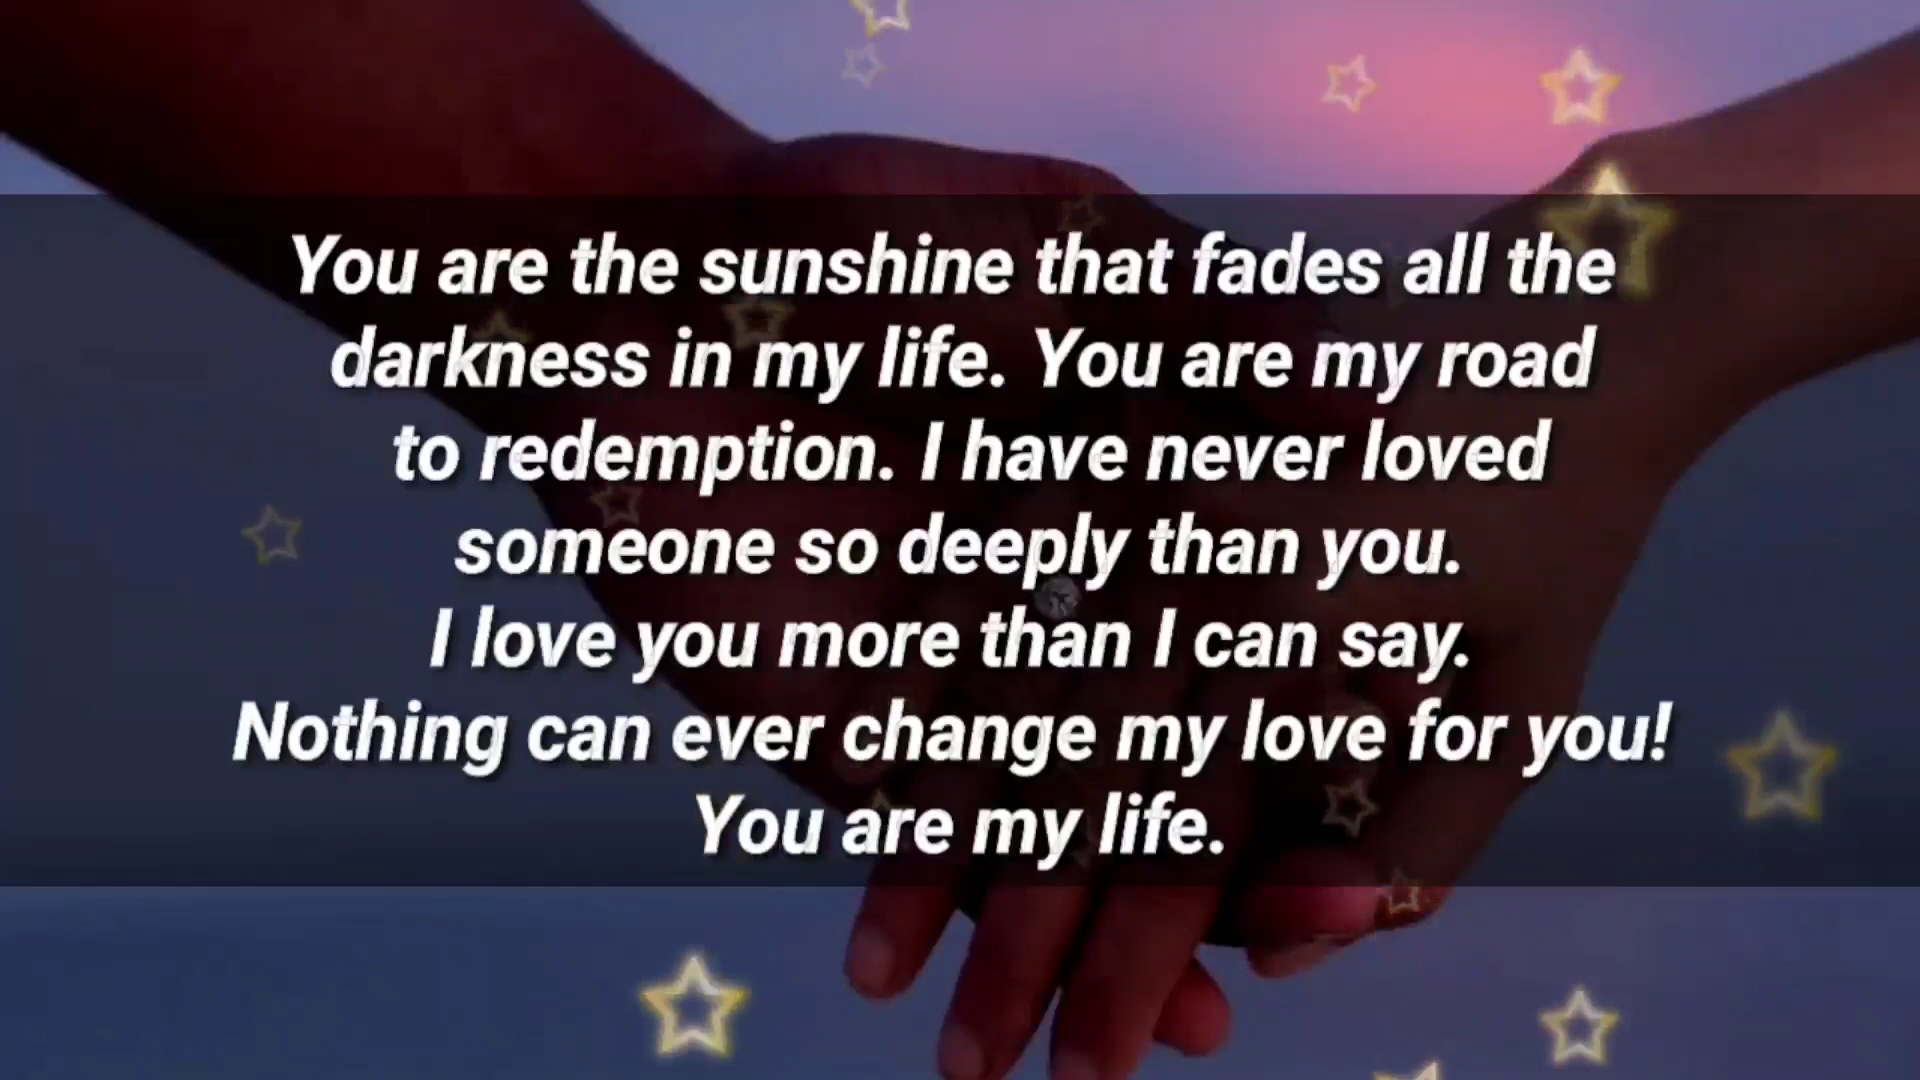 You are the sunshine that fades all the
darkness in my life. You are my road
to redemption. I have never loved
someone so deeply than you.
I love you more than I can say.
Nothing can ever change my love for you!
You are my life.